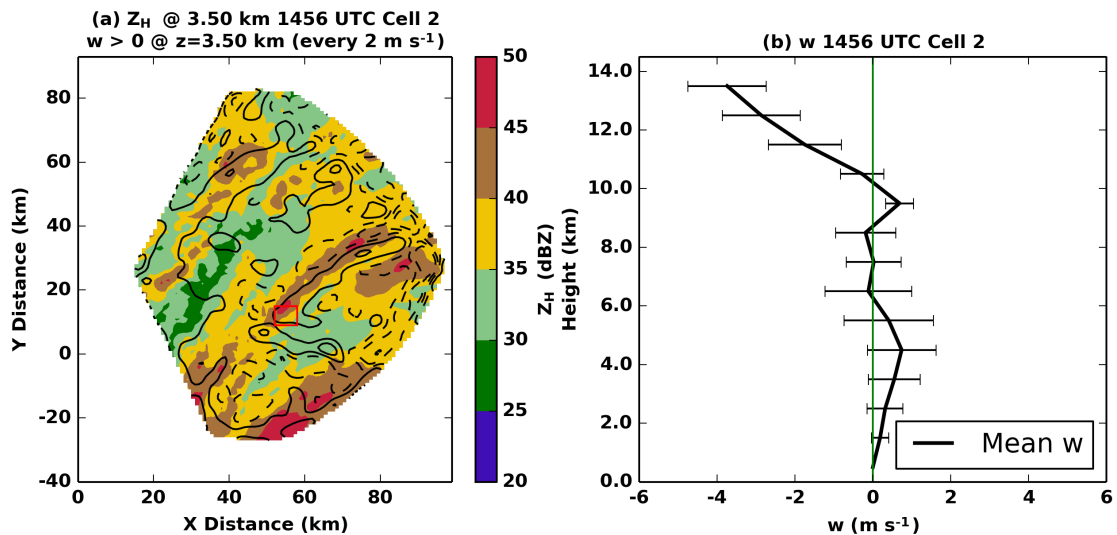 (a) Z_H @ 3.50 km 1456 UTC Cell 2
w > 0 @ z=3.50 km (every 2 m s⁻¹)
80
60
40
20
0
-20
-40
0 20 40 60 80
X Distance (km)
Y Distance (km)
50
45
40
35
30
25
20
Z_H (dBZ)
(b) w 1456 UTC Cell 2
14.0
12.0
10.0
8.0
6.0
4.0
2.0
0.0
-6 -4 -2 0 2 4 6
w (m s⁻¹)
Height (km)
Mean w